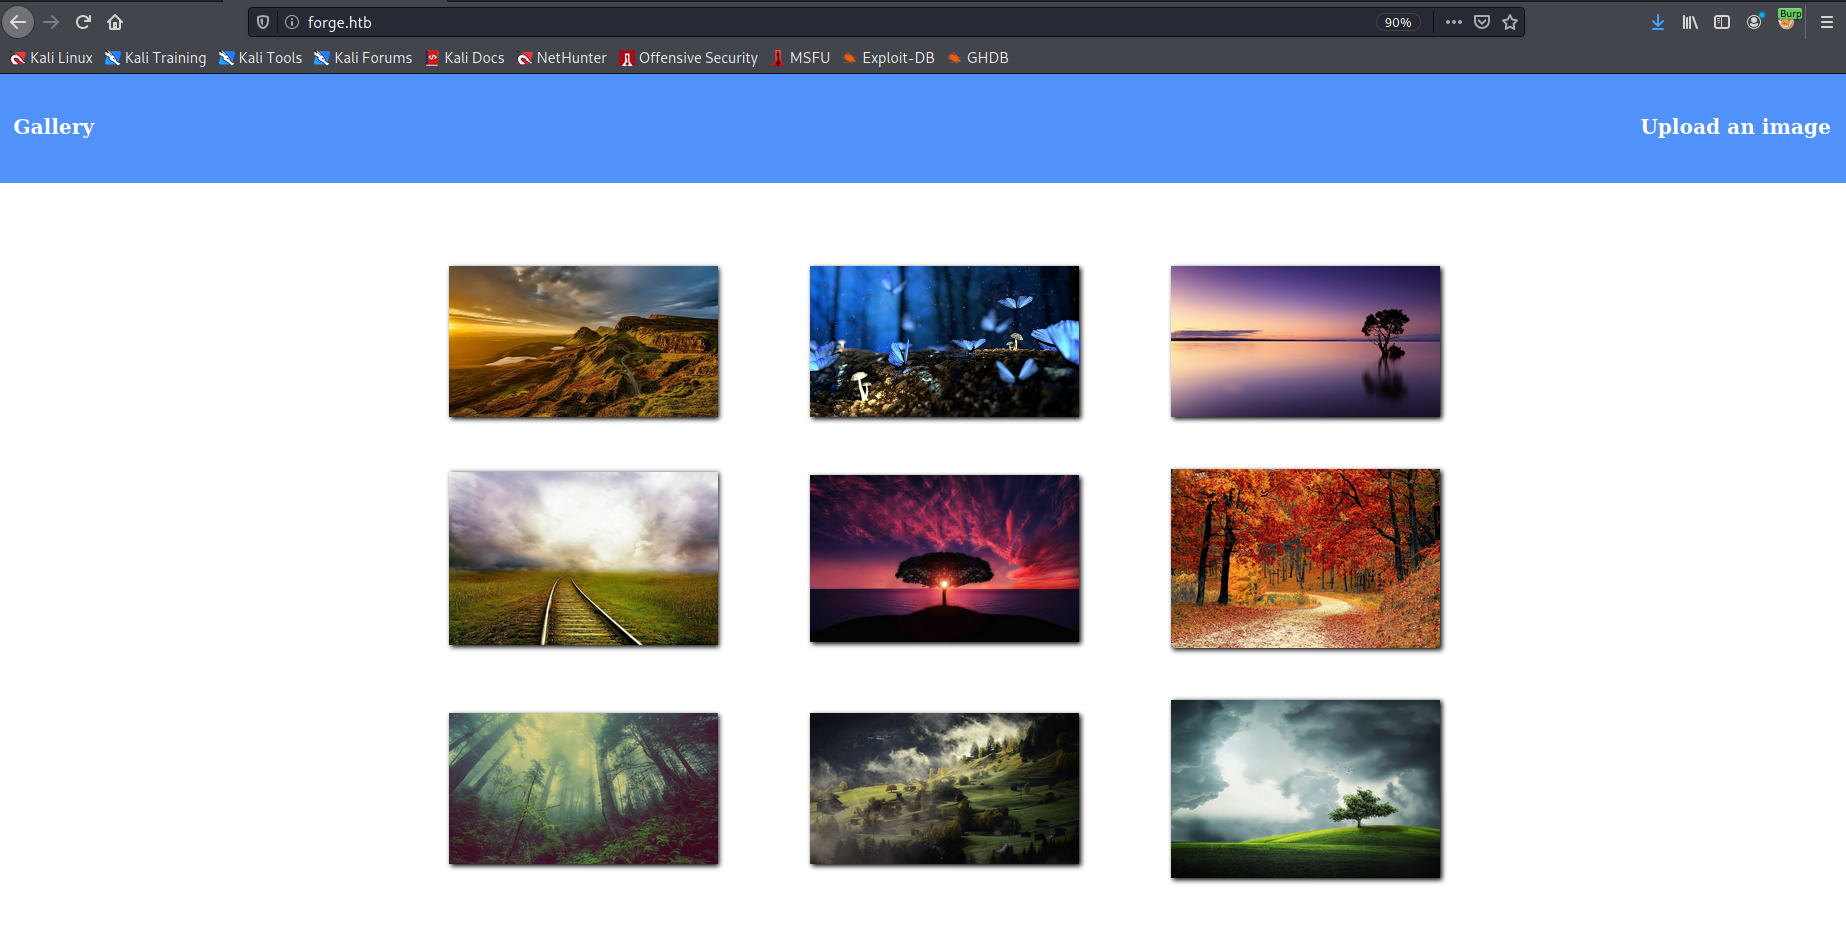 forge.htb
90%
Burp
Kali Linux Kali Training Kali Tools Kali Forums Kali Docs NetHunter Offensive Security MSFU Exploit-DB GHDB
Gallery
Upload an image